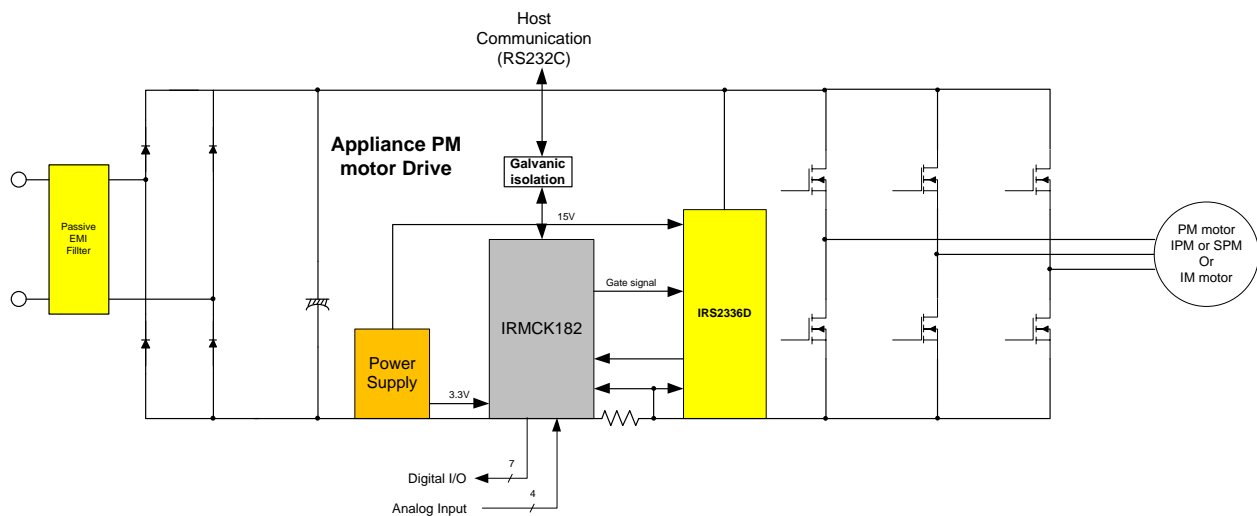 Host
Communication
(RS232C)
Appliance PM
motor Drive
Galvanic
isolation
Passive
EMI
Fillter
15V
Gate signal
IRMCK182
IRS2336D
PM motor
IPM or SPM
Or
IM motor
Power
Supply
3.3V
7
Digital I/O
4
Analog Input